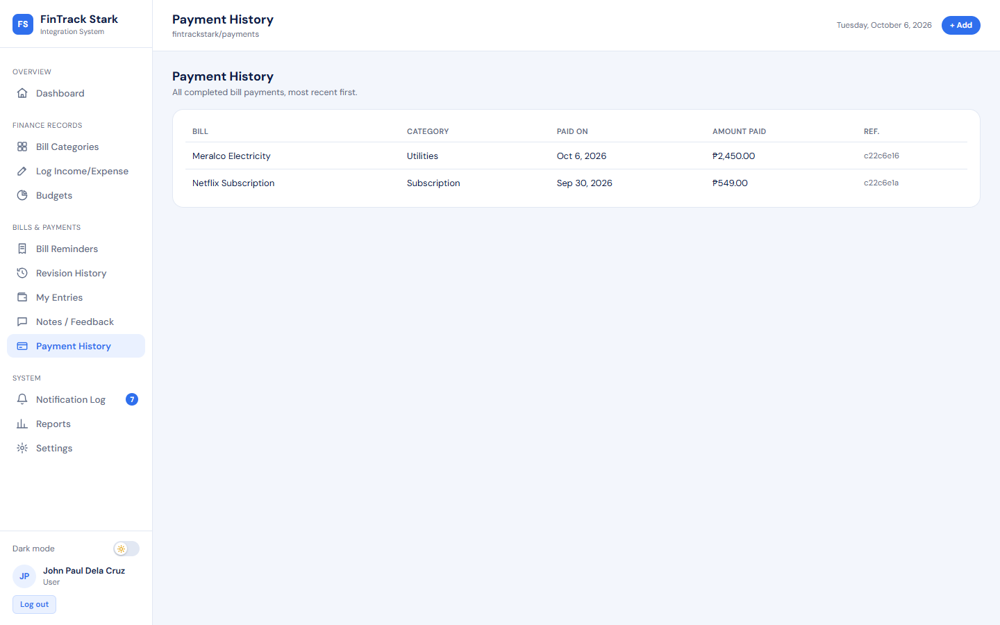 FS
FinTrack Stark
Integration System
OVERVIEW
Dashboard
FINANCE RECORDS
Bill Categories
Log Income/Expense
Budgets
BILLS & PAYMENTS
Bill Reminders
Revision History
My Entries
Notes / Feedback
Payment History
SYSTEM
Notification Log 7
Reports
Settings
Dark mode
JP
John Paul Dela Cruz
User
Log out
Payment History
fintrackstark/payments
Tuesday, October 6, 2026
+ Add
Payment History
All completed bill payments, most recent first.
BILL CATEGORY PAID ON AMOUNT PAID REF.
Meralco Electricity Utilities Oct 6, 2026 ₱2,450.00 c22c6e16
Netflix Subscription Subscription Sep 30, 2026 ₱549.00 c22c6e1a